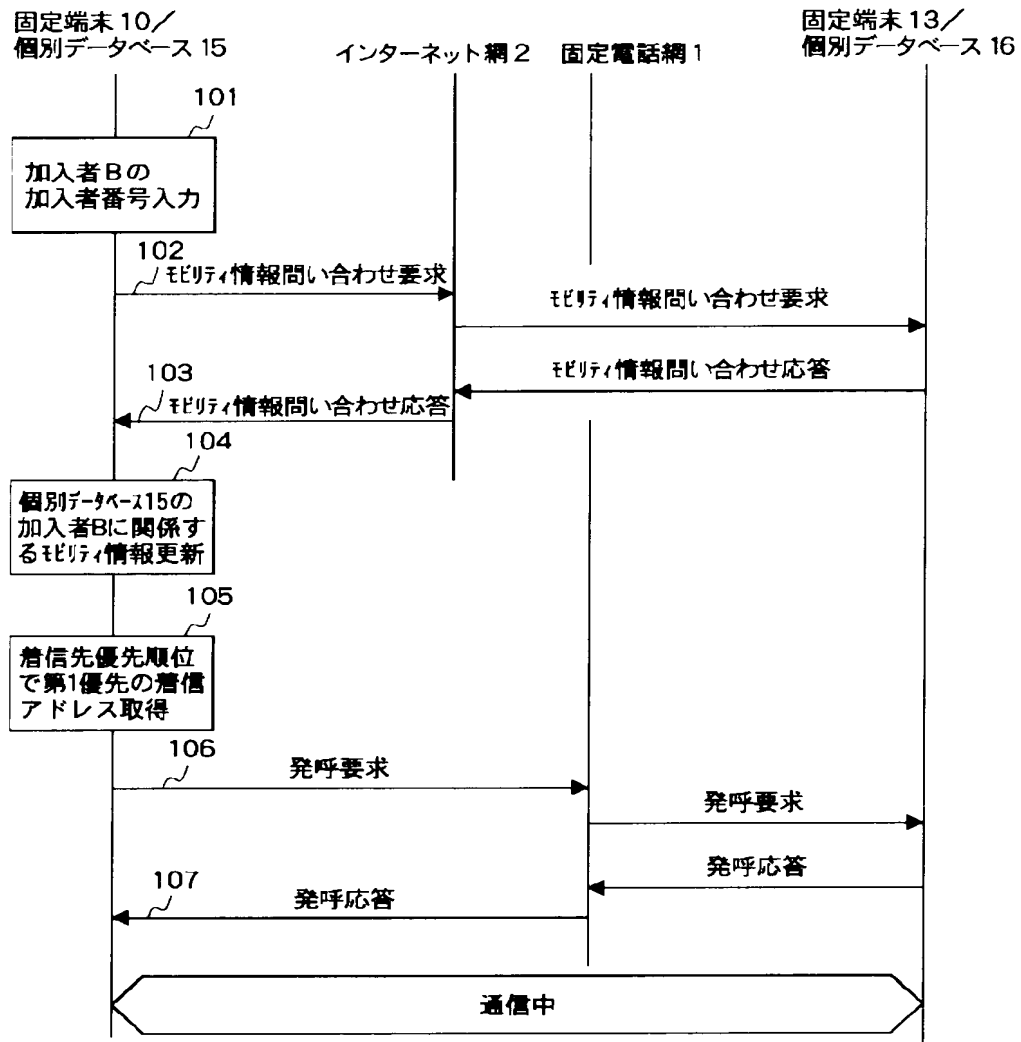 固定端末10／
個別データベース15
インターネット網2
固定電話網1
固定端末13／
個別データベース16
101
加入者Bの
加入者番号入力
102
ﾓﾋﾞﾘﾃｨ情報問い合わせ要求
ﾓﾋﾞﾘﾃｨ情報問い合わせ要求
ﾓﾋﾞﾘﾃｨ情報問い合わせ応答
103
ﾓﾋﾞﾘﾃｨ情報問い合わせ応答
104
個別ﾃﾞｰﾀﾍﾞｰｽ15の
加入者Bに関係す
るﾓﾋﾞﾘﾃｨ情報更新
105
着信先優先順位
で第1優先の着信
アドレス取得
106
発呼要求
発呼要求
発呼応答
107
発呼応答
通信中